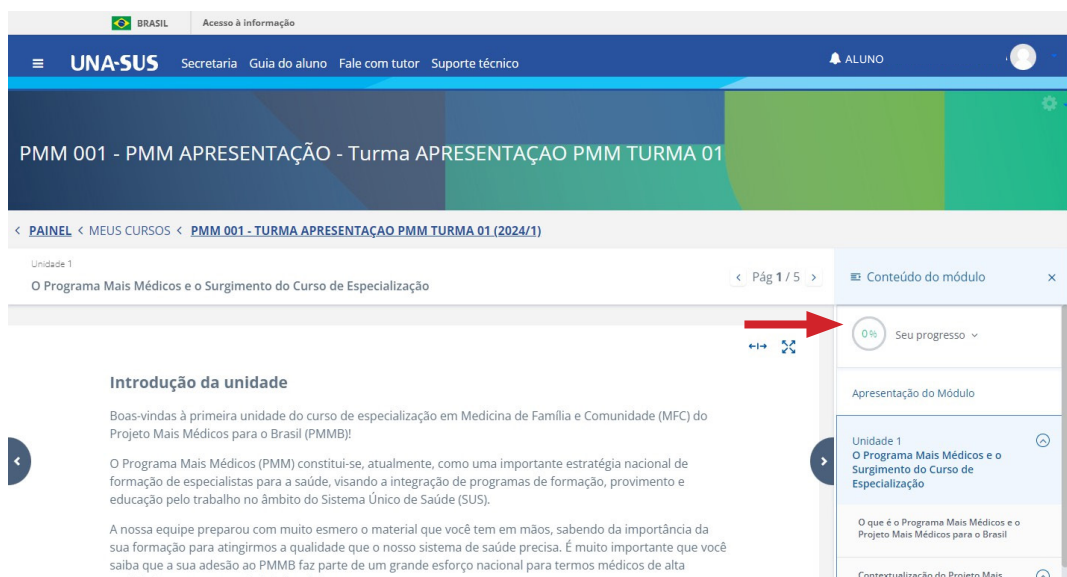 BRASIL Acesso à informação
UNA-SUS Secretaria Guia do aluno Fale com tutor Suporte técnico ALUNO
PMM 001 - PMM APRESENTAÇÃO - Turma APRESENTAÇAO PMM TURMA 01
< PAINEL < MEUS CURSOS < PMM 001 - TURMA APRESENTAÇAO PMM TURMA 01 (2024/1)
Unidade 1
O Programa Mais Médicos e o Surgimento do Curso de Especialização
< Pág 1 / 5 >
Introdução da unidade
Boas-vindas à primeira unidade do curso de especialização em Medicina de Família e Comunidade (MFC) do
Projeto Mais Médicos para o Brasil (PMMB)!
O Programa Mais Médicos (PMM) constitui-se, atualmente, como uma importante estratégia nacional de
formação de especialistas para a saúde, visando a integração de programas de formação, provimento e
educação pelo trabalho no âmbito do Sistema Único de Saúde (SUS).
A nossa equipe preparou com muito esmero o material que você tem em mãos, sabendo da importância da
sua formação para atingirmos a qualidade que o nosso sistema de saúde precisa. É muito importante que você
saiba que a sua adesão ao PMMB faz parte de um grande esforço nacional para termos médicos de alta
Conteúdo do módulo ×
0% Seu progresso
Apresentação do Módulo
Unidade 1
O Programa Mais Médicos e o
Surgimento do Curso de
Especialização
O que é o Programa Mais Médicos e o
Projeto Mais Médicos para o Brasil
Contextualização do Projeto Mais